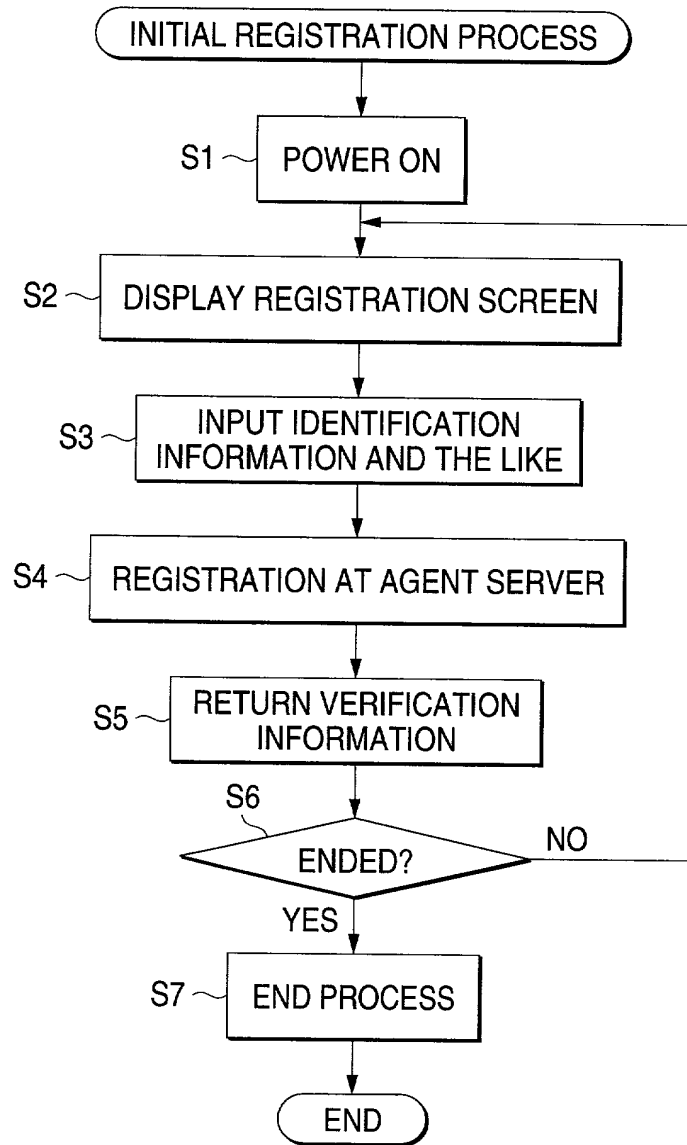 INITIAL REGISTRATION PROCESS
S1
POWER ON
S2
DISPLAY REGISTRATION SCREEN
S3
INPUT IDENTIFICATION
INFORMATION AND THE LIKE
S4
REGISTRATION AT AGENT SERVER
S5
RETURN VERIFICATION
INFORMATION
S6
ENDED?
NO
YES
S7
END PROCESS
END